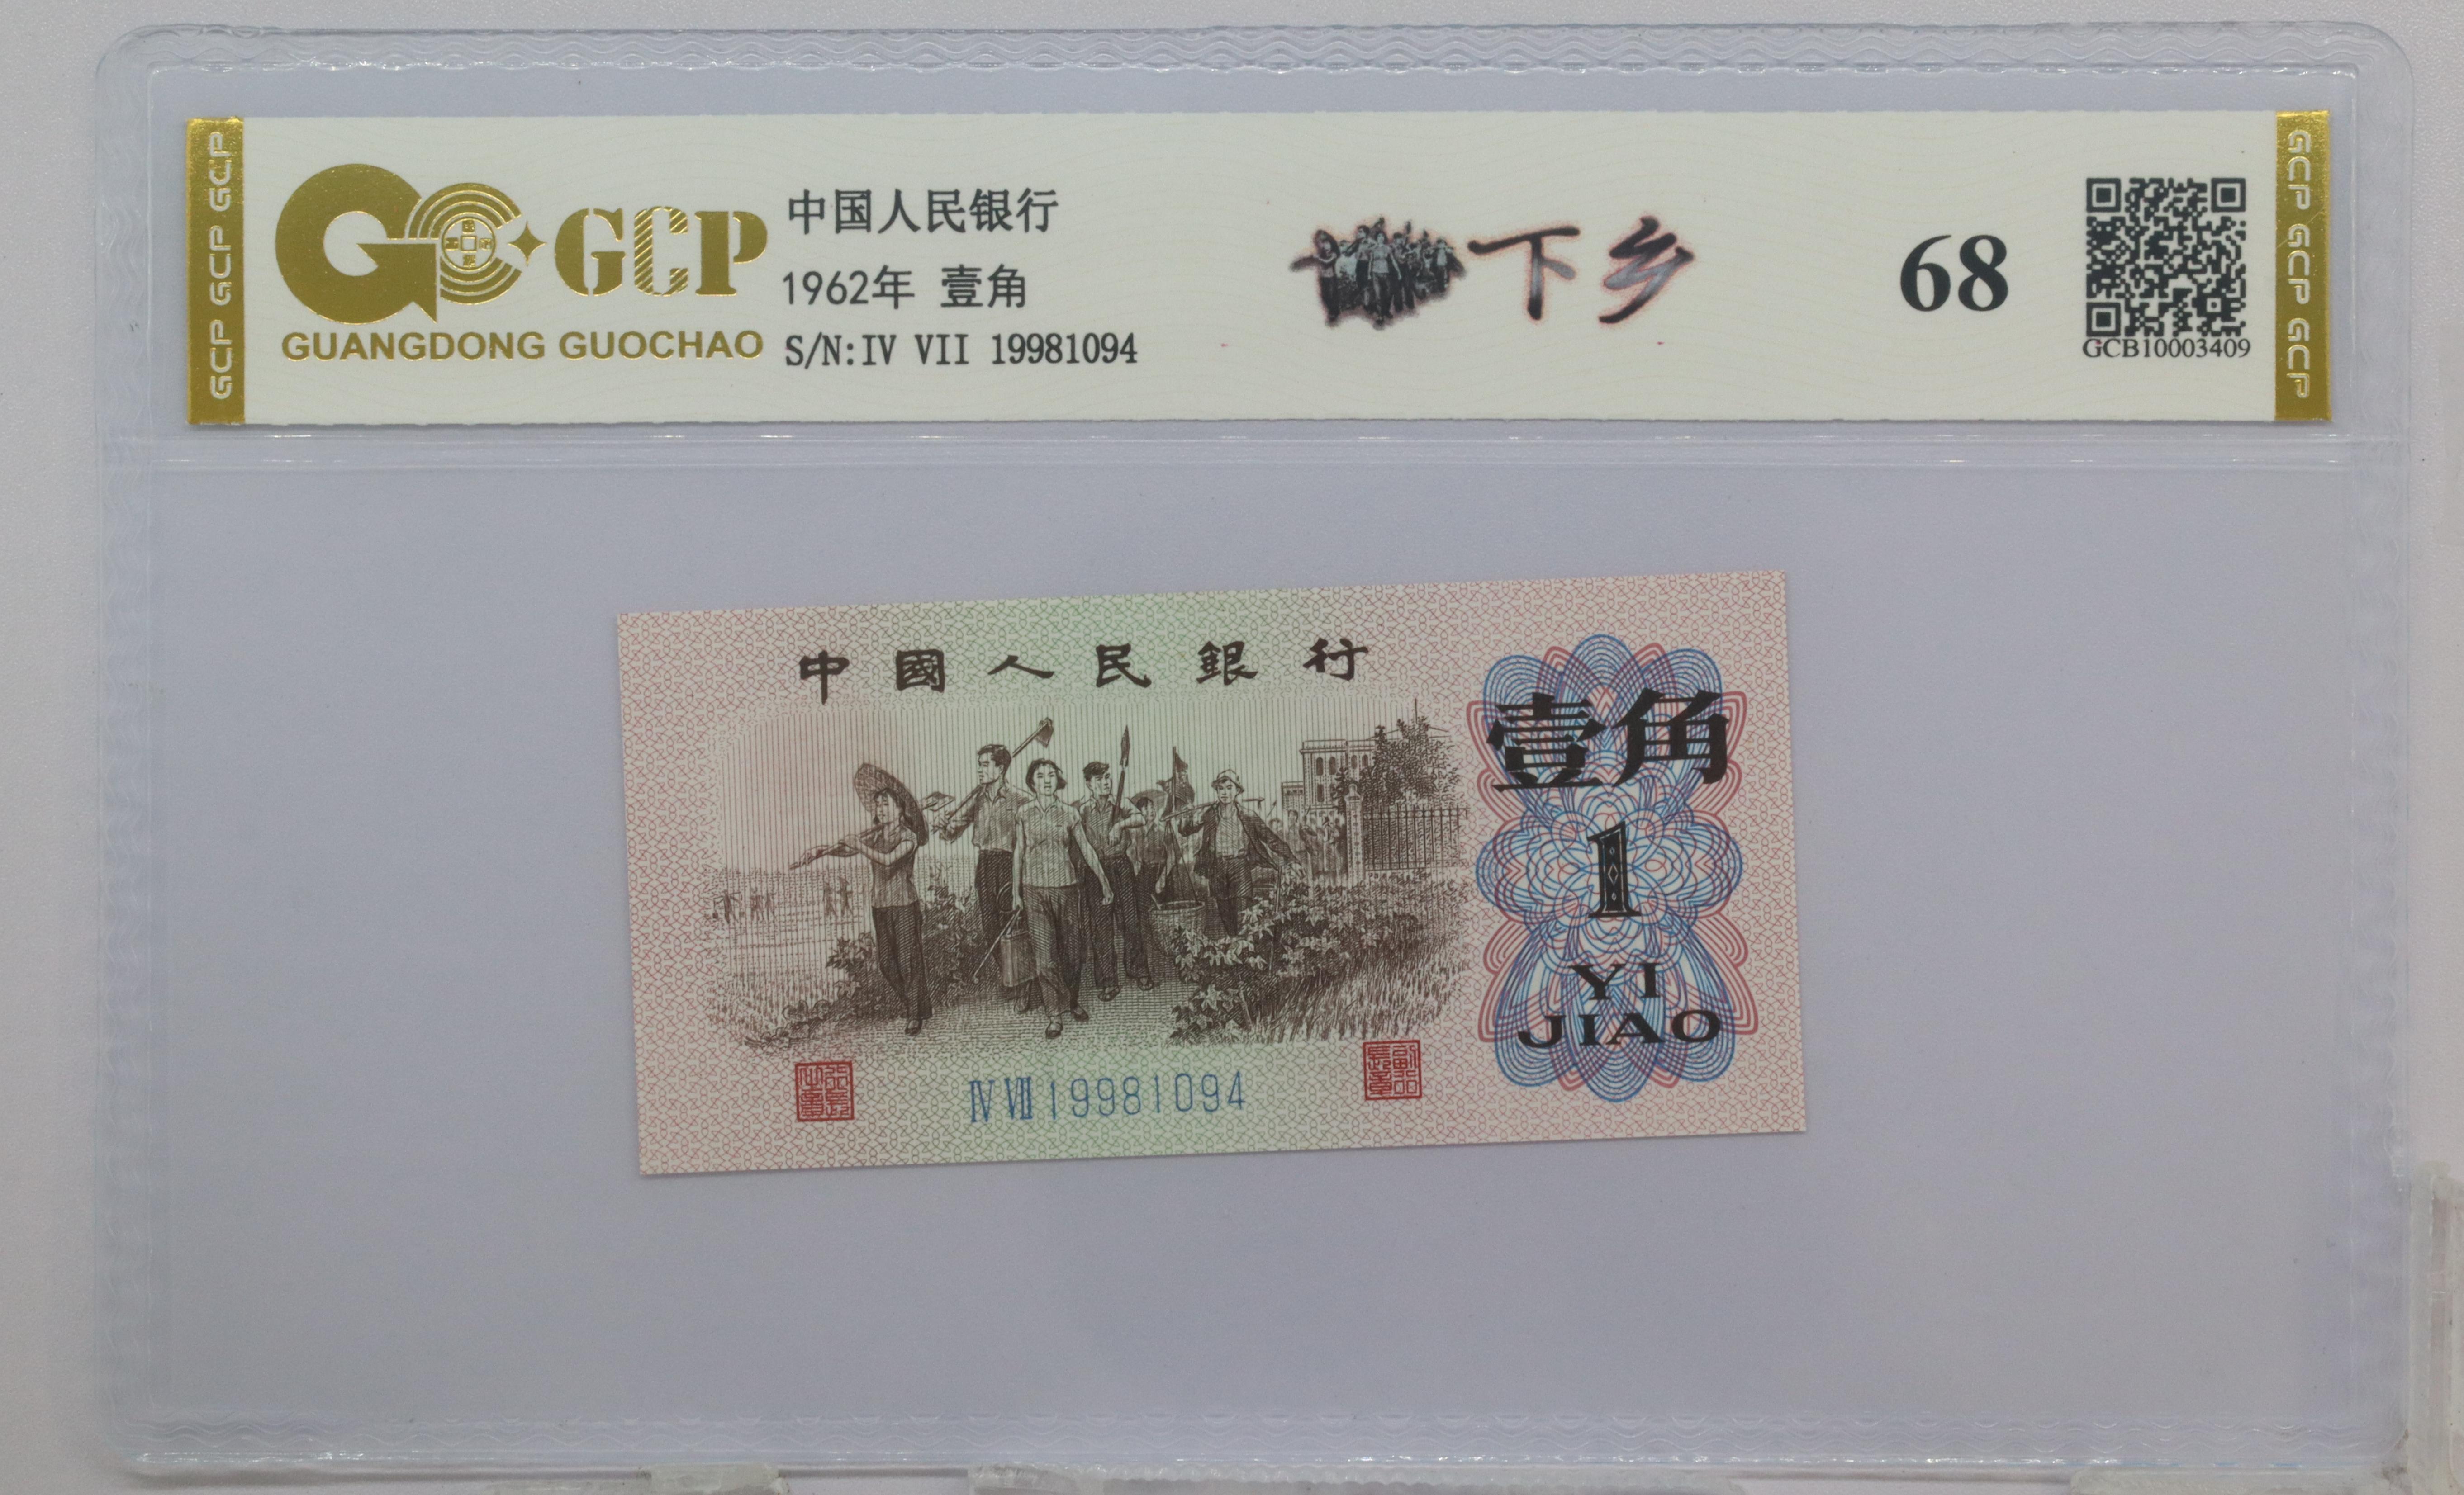 GCP GCP GCP
GCP
GUANGDONG GUOCHAO
中国人民银行
1962年 壹角
S/N:IV VII 19981094
下乡
68
GCB10003409
GCP GCP GCP
中國人民銀行
壹角
1
YI
JIAO
IV VII 19981094